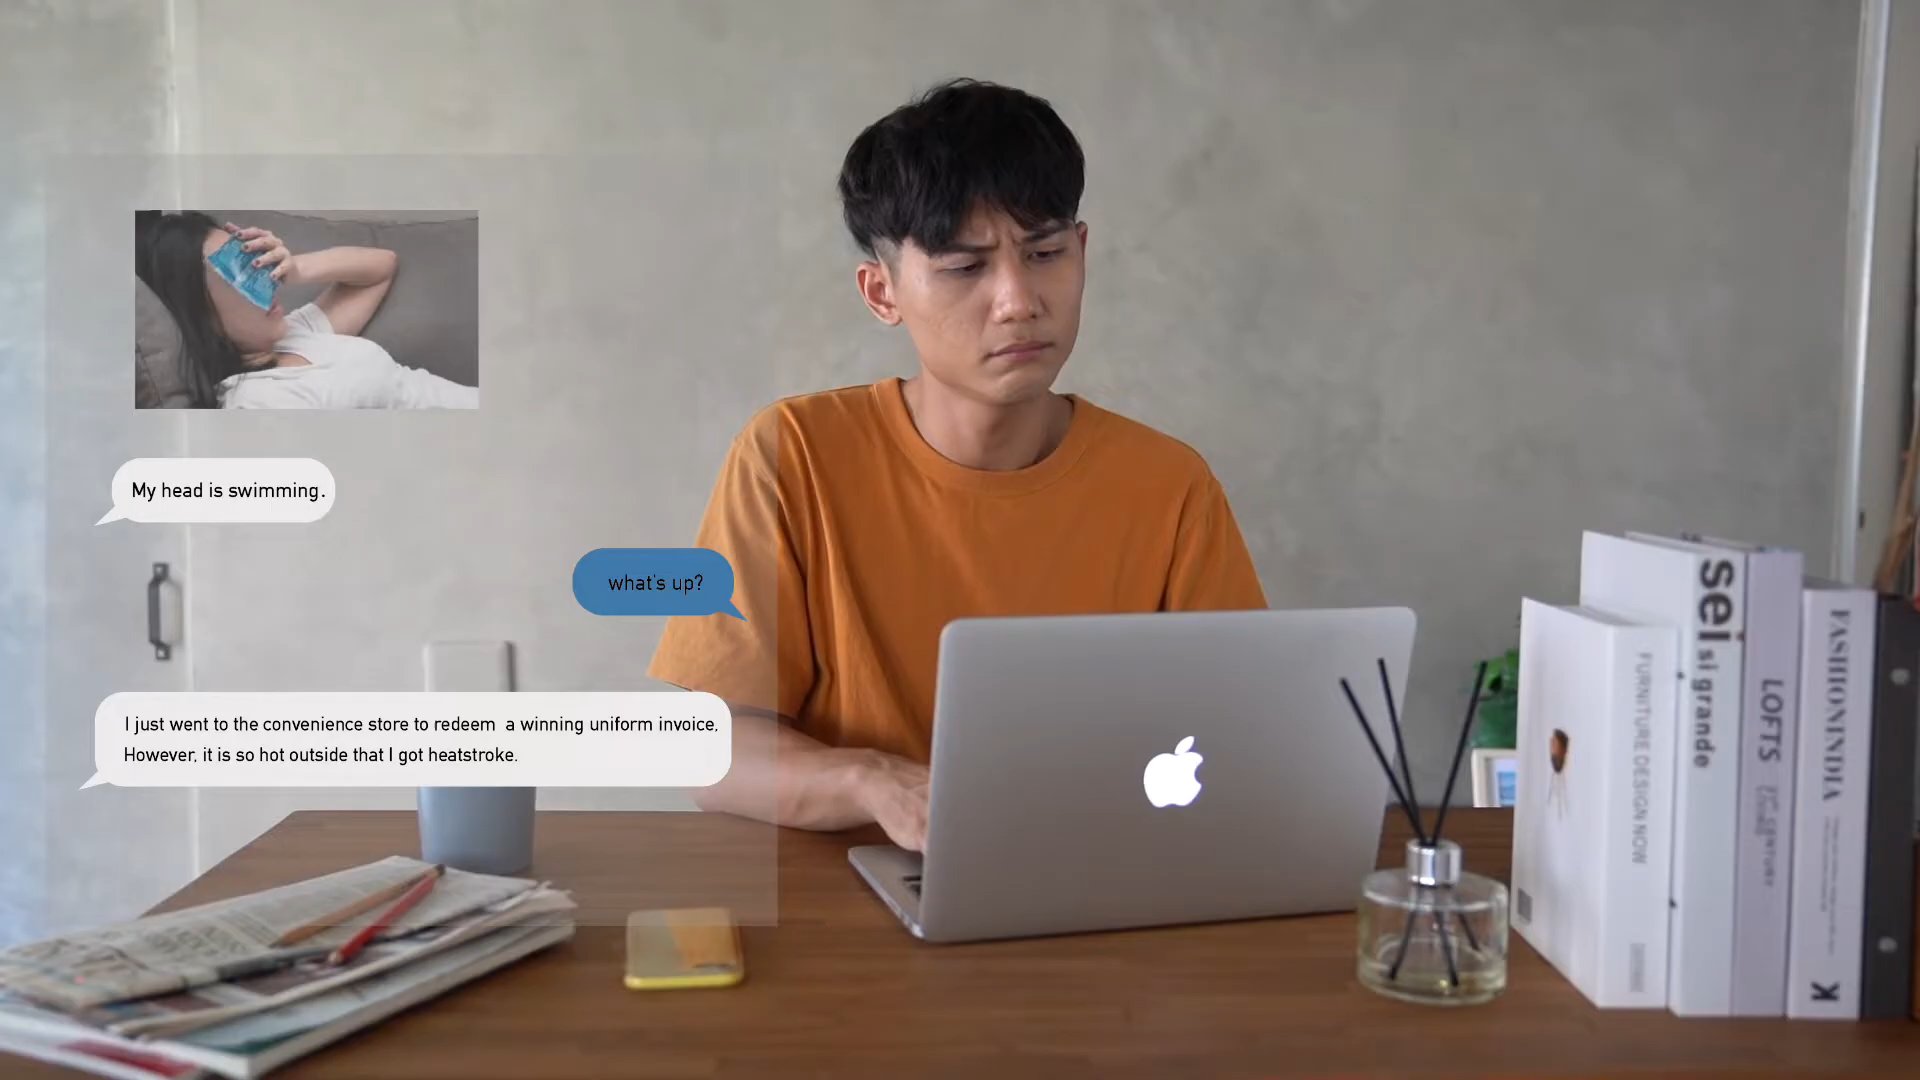 My head is swimming.
what's up?
I just went to the convenience store to redeem a winning uniform invoice.
However, it is so hot outside that I got heatstroke.
FURNITURE DESIGN NOW
Sei si grande
LOFTS
FASHION INDIA
K